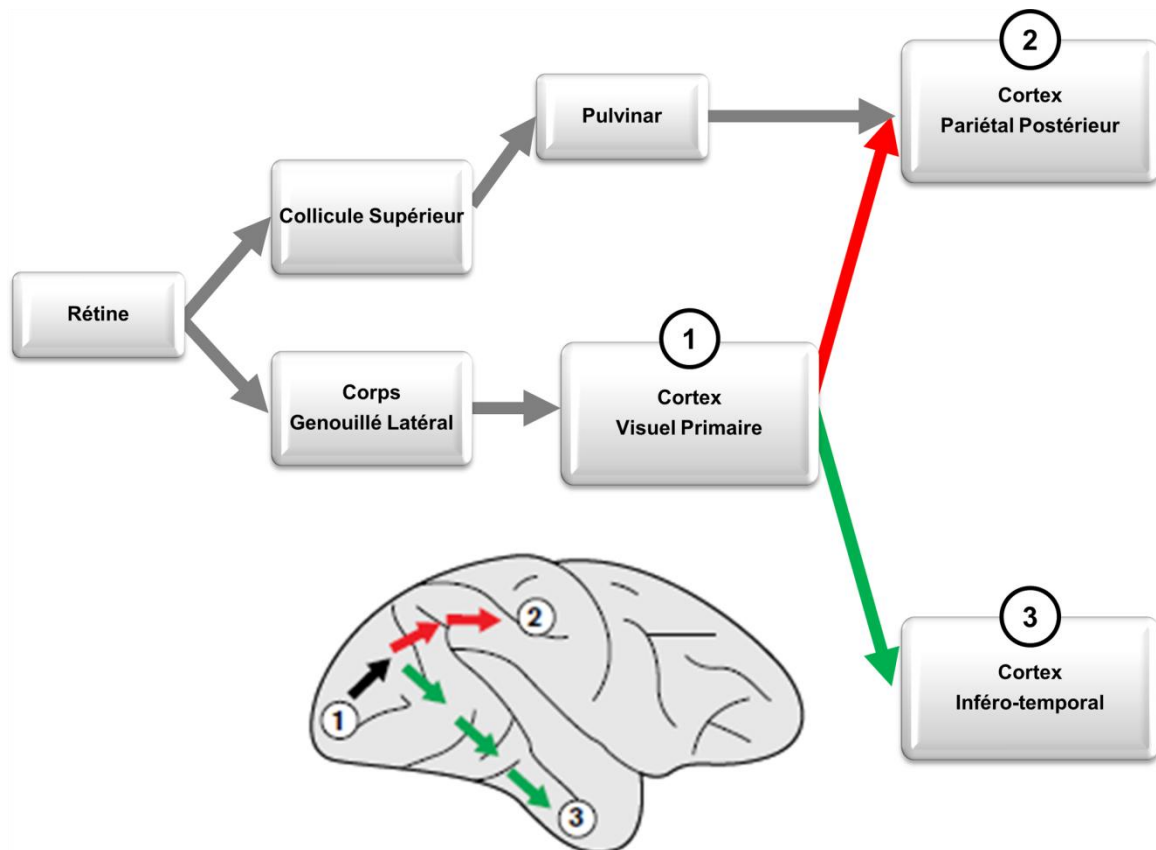 2
Cortex
Pariétal Postérieur
Pulvinar
Collicule Supérieur
Rétine
1
Cortex
Visuel Primaire
Corps
Genouillé Latéral
3
Cortex
Inféro-temporal
2
1
3